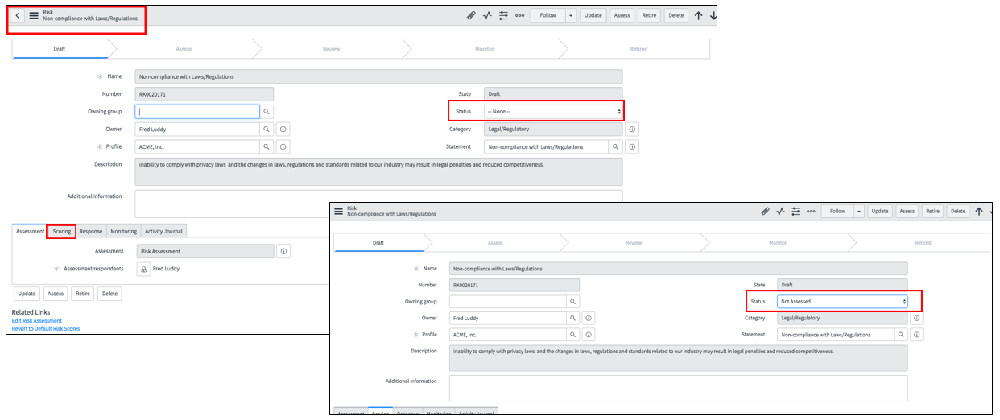 Risk
Non-compliance with Laws/Regulations
Follow Update Assess Retire Delete
Draft Assess Review Monitor Retired
Name Non-compliance with Laws/Regulations
Number RK0020171 State Draft
Owning group Status -- None --
Owner Fred Luddy Category Legal/Regulatory
Profile ACME, Inc. Statement Non-compliance with Laws/Regulations
Description Inability to comply with privacy laws and the changes in laws, regulations and standards related to our industry may result in legal penalties and reduced competitiveness.
Additional Information
Assessment Scoring Response Monitoring Activity Journal
Assessment Risk Assessment
Assessment respondents Fred Luddy
Update Assess Retire Delete
Related Links
Edit Risk Assessment
Revert to Default Risk Scores
Risk
Non-compliance with Laws/Regulations
Follow Update Assess Retire Delete
Draft Assess Review Monitor Retired
Name Non-compliance with Laws/Regulations
Number RK0020171 State Draft
Owning group Status Not Assessed
Owner Fred Luddy Category Legal/Regulatory
Profile ACME, Inc. Statement Non-compliance with Laws/Regulations
Description Inability to comply with privacy laws and the changes in laws, regulations and standards related to our industry may result in legal penalties and reduced competitiveness.
Additional Information
Assessment Scoring Response Monitoring Activity Journal